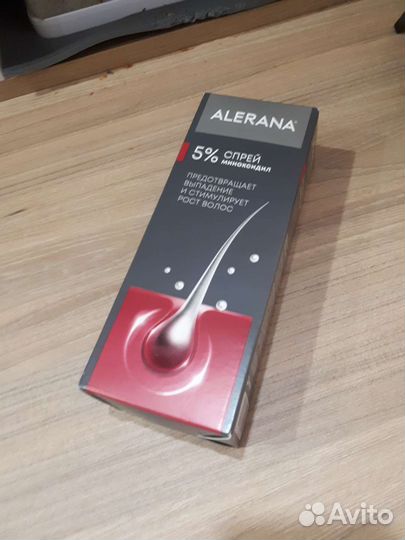 ALERANA®
5% СПРЕЙ
МИНОКСИДИЛ
ПРЕДОТВРАЩАЕТ
ВЫПАДЕНИЕ
И СТИМУЛИРУЕТ
РОСТ ВОЛОС
Avito